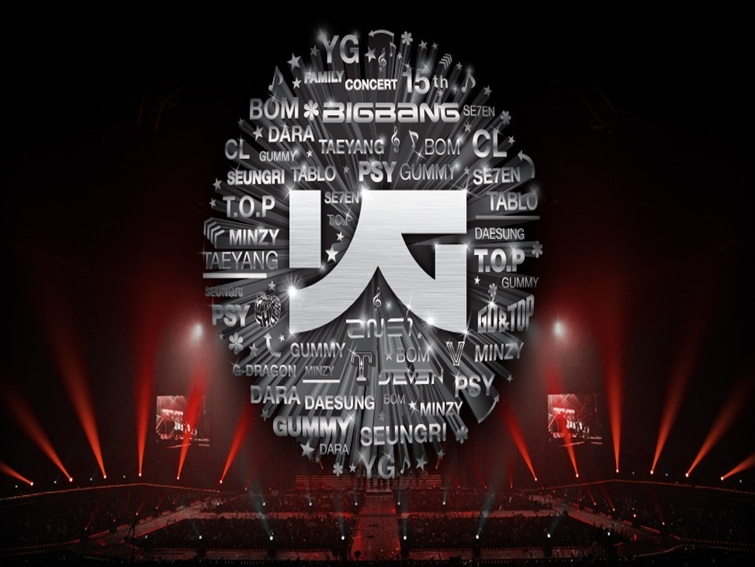 YG
FAMILY CONCERT 15th
BOM BIGBANG SE7EN
DARA TAEYANG BOM CL
CL GUMMY PSY GUMMY SE7EN
SEUNGRI TABLO SE7EN TABLO
T.O.P T.O.P
MINZY DAESUNG
YG
TAEYANG T.O.P
SEUNGRI GUMMY
PSY GD&TOP
2NE1
GUMMY BOM V MINZY
G-DRAGON MINZY T SE7EN PSY
DARA DAESUNG BOM MINZY
GUMMY SEUNGRI
DARA
YG